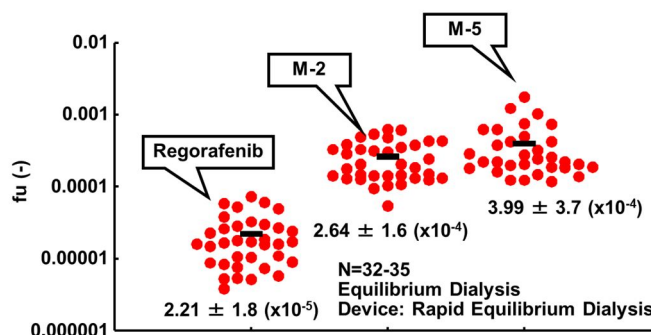 0.01
M-5
M-2
0.001
Regorafenib
fu (-)
0.0001
3.99 ± 3.7 (x10-4)
2.64 ± 1.6 (x10-4)
0.00001
N=32-35
Equilibrium Dialysis
2.21 ± 1.8 (x10-5)
Device: Rapid Equilibrium Dialysis
0.000001